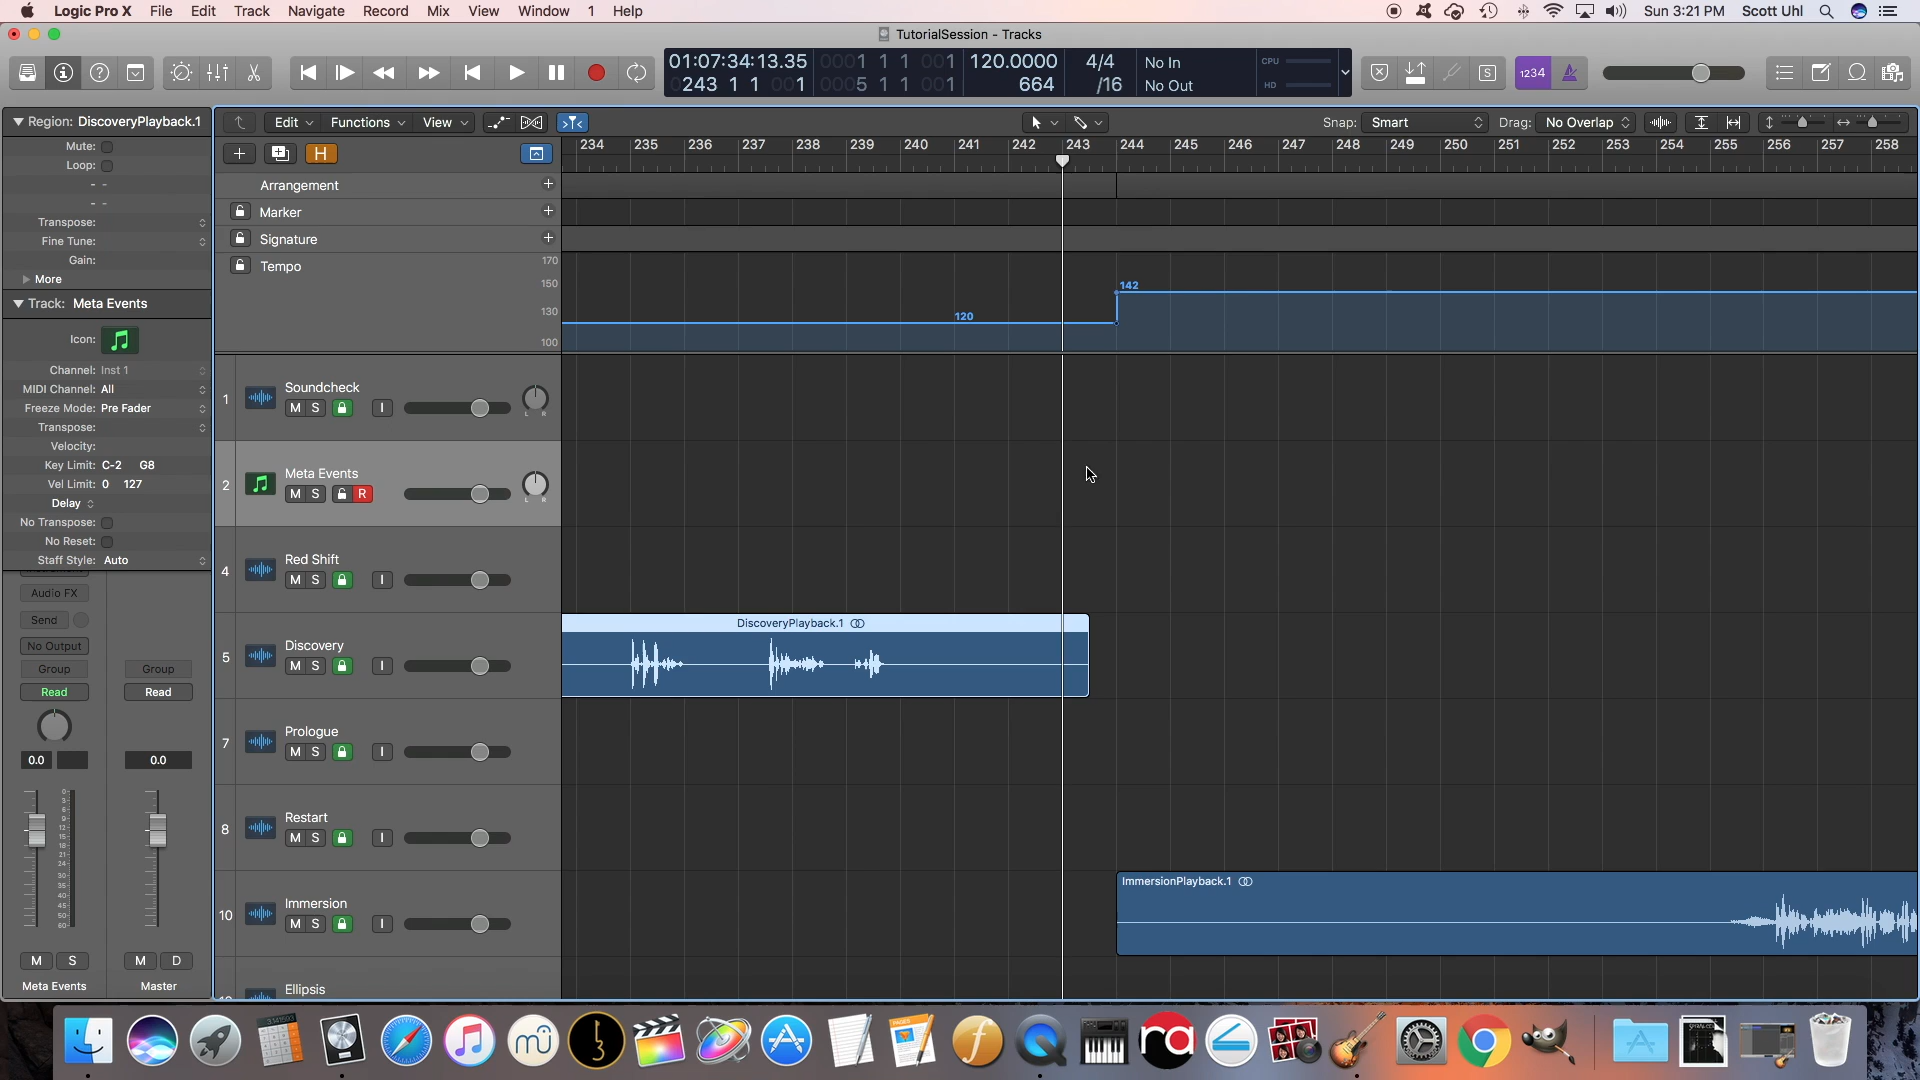 Logic Pro X File Edit Track Navigate Record Mix View Window 1 Help
Sun 3:21 PM Scott Uhl
TutorialSession - Tracks
01:07:34:13.35 0001 1 1 001 120.0000 4/4 No In CPU
243 1 1 001 0005 1 1 001 664 /16 No Out HD
1234
Region: DiscoveryPlayback.1
Edit Functions View
Snap: Smart Drag: No Overlap
Mute:
Loop:
Transpose:
Fine Tune:
Gain:
More
Track: Meta Events
Icon:
Channel: Inst 1
MIDI Channel: All
Freeze Mode: Pre Fader
Transpose:
Velocity:
Key Limit: C-2 G8
Vel Limit: 0 127
Delay
No Transpose:
No Reset:
Staff Style: Auto
Audio FX
Send
No Output
Group Group
Read Read
0.0 0.0
M S M D
Meta Events Master
H
234 235 236 237 238 239 240 241 242 243 244 245 246 247 248 249 250 251 252 253 254 255 256 257 258
Arrangement
Marker
Signature
Tempo
170
150
130
100
120
142
1 Soundcheck
M S I
L R
2 Meta Events
M S R
L R
4 Red Shift
M S I
5 Discovery
M S I
DiscoveryPlayback.1
7 Prologue
M S I
8 Restart
M S I
10 Immersion
M S I
ImmersionPlayback.1
Ellipsis